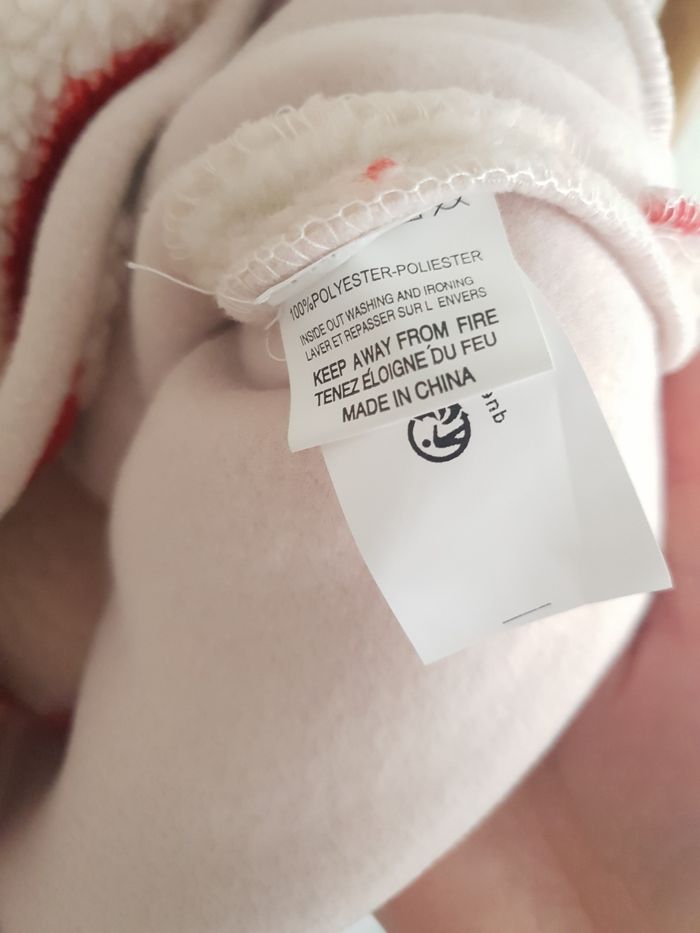 100%POLYESTER-POLIESTER
INSIDE OUT WASHING AND IRONING
LAVER ET REPASSER SUR L ENVERS
KEEP AWAY FROM FIRE
TENEZ ÉLOIGNE´DU FEU
MADE IN CHINA